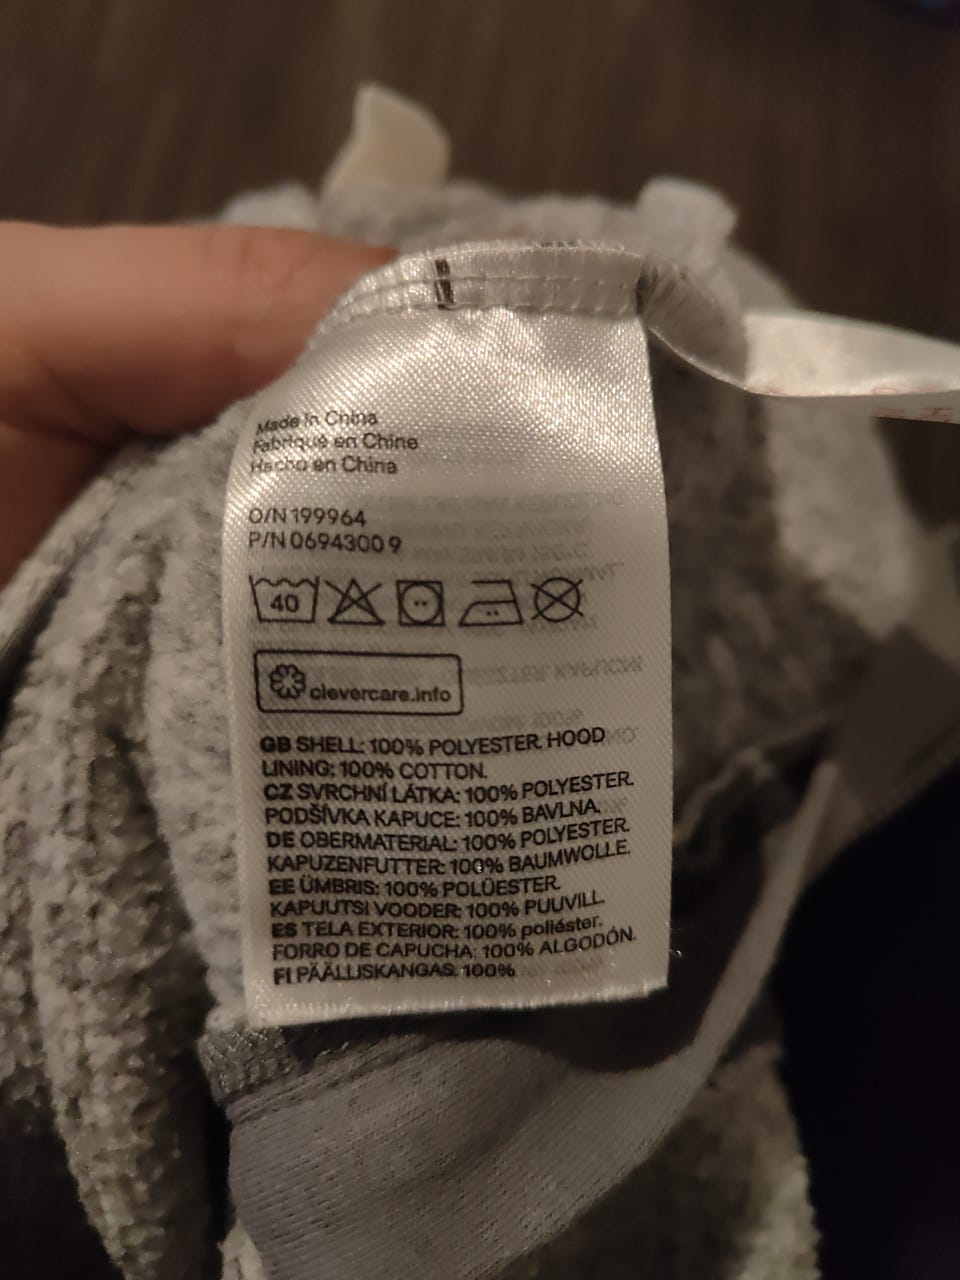 Made in China
Fabriqué en Chine
Hecho en China
O/N 199964
P/N 0694300 9
40
clevercare.info
GB SHELL: 100% POLYESTER. HOOD
LINING: 100% COTTON.
CZ SVRCHNÍ LÁTKA: 100% POLYESTER.
PODŠÍVKA KAPUCE: 100% BAVLNA.
DE OBERMATERIAL: 100% POLYESTER.
KAPUZENFUTTER: 100% BAUMWOLLE.
EE ÜMBRIS: 100% POLÜESTER.
KAPUUTSI VOODER: 100% PUUVILL.
ES TELA EXTERIOR: 100% poliéster.
FORRO DE CAPUCHA: 100% ALGODÓN.
FI PÄÄLLISKANGAS: 100%